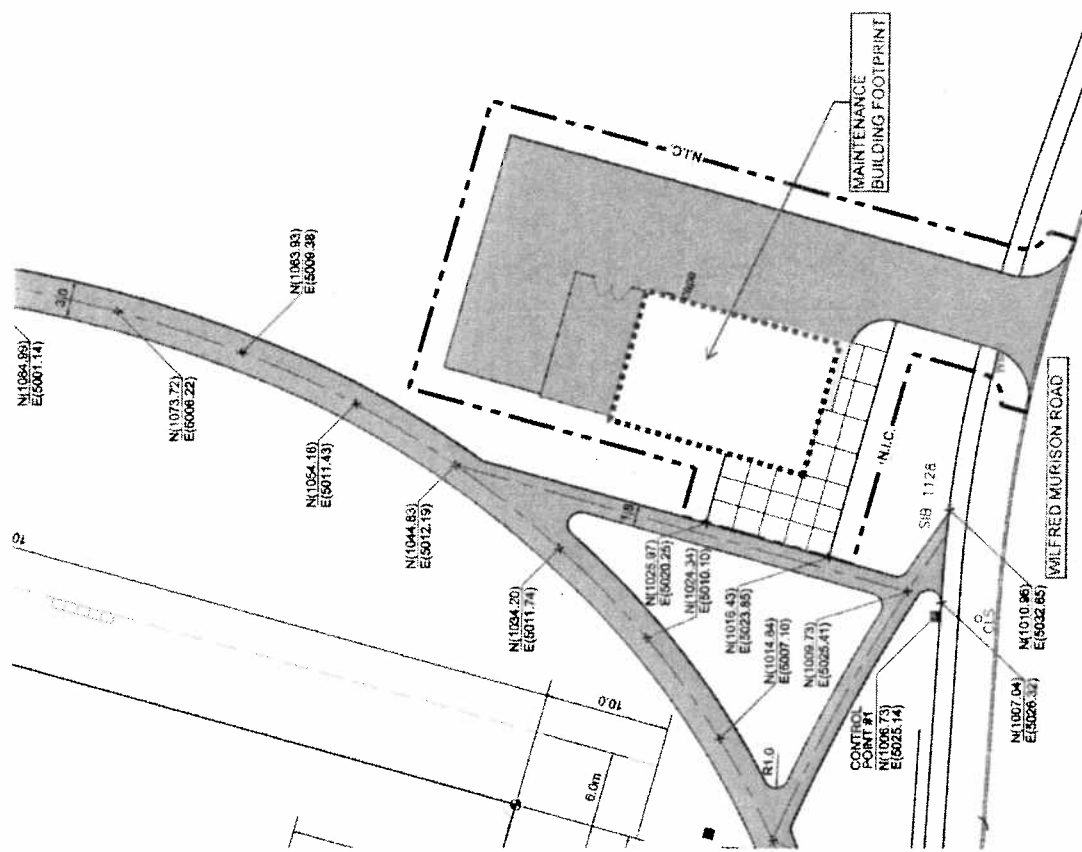 N(1084.99)
E(5001.14)
3.0
N(1073.72)
E(5006.22)
N(1063.93)
E(5009.38)
N(1054.16)
E(5011.43)
N(1044.83)
E(5012.19)
N(1034.20)
E(5011.74)
N(1025.97)
E(5020.25)
N(1024.34)
E(5010.10)
N(1016.43)
E(5023.85)
N(1014.84)
E(5007.10)
N(1009.73)
E(5025.41)
CONTROL
POINT #1
N(1006.73)
E(5025.14)
N(1007.04)
E(5026.32)
N(1010.96)
E(5032.65)
MAINTENANCE
BUILDING FOOTPRINT
N.I.C.
N.I.C.
SIB 1128
WILFRED MURISON ROAD
CLS
1.8
R1.0
10
10.0
6.0m